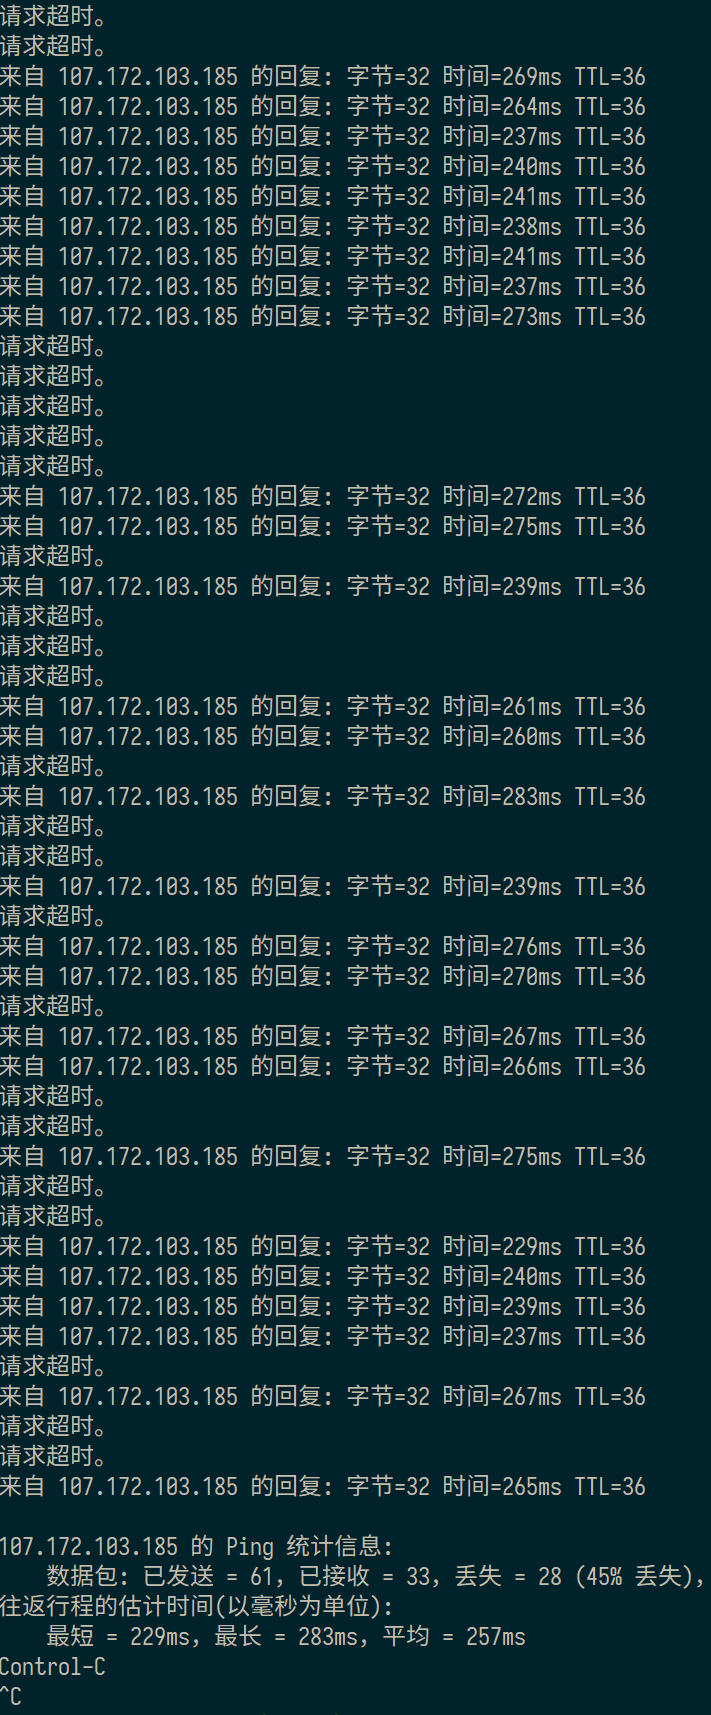 请求超时。
请求超时。
来自 107.172.103.185 的回复: 字节=32 时间=269ms TTL=36
来自 107.172.103.185 的回复: 字节=32 时间=264ms TTL=36
来自 107.172.103.185 的回复: 字节=32 时间=237ms TTL=36
来自 107.172.103.185 的回复: 字节=32 时间=240ms TTL=36
来自 107.172.103.185 的回复: 字节=32 时间=241ms TTL=36
来自 107.172.103.185 的回复: 字节=32 时间=238ms TTL=36
来自 107.172.103.185 的回复: 字节=32 时间=241ms TTL=36
来自 107.172.103.185 的回复: 字节=32 时间=237ms TTL=36
来自 107.172.103.185 的回复: 字节=32 时间=273ms TTL=36
请求超时。
请求超时。
请求超时。
请求超时。
请求超时。
来自 107.172.103.185 的回复: 字节=32 时间=272ms TTL=36
来自 107.172.103.185 的回复: 字节=32 时间=275ms TTL=36
请求超时。
来自 107.172.103.185 的回复: 字节=32 时间=239ms TTL=36
请求超时。
请求超时。
请求超时。
来自 107.172.103.185 的回复: 字节=32 时间=261ms TTL=36
来自 107.172.103.185 的回复: 字节=32 时间=260ms TTL=36
请求超时。
来自 107.172.103.185 的回复: 字节=32 时间=283ms TTL=36
请求超时。
请求超时。
来自 107.172.103.185 的回复: 字节=32 时间=239ms TTL=36
请求超时。
来自 107.172.103.185 的回复: 字节=32 时间=276ms TTL=36
来自 107.172.103.185 的回复: 字节=32 时间=270ms TTL=36
请求超时。
来自 107.172.103.185 的回复: 字节=32 时间=267ms TTL=36
来自 107.172.103.185 的回复: 字节=32 时间=266ms TTL=36
请求超时。
请求超时。
来自 107.172.103.185 的回复: 字节=32 时间=275ms TTL=36
请求超时。
请求超时。
来自 107.172.103.185 的回复: 字节=32 时间=229ms TTL=36
来自 107.172.103.185 的回复: 字节=32 时间=240ms TTL=36
来自 107.172.103.185 的回复: 字节=32 时间=239ms TTL=36
来自 107.172.103.185 的回复: 字节=32 时间=237ms TTL=36
请求超时。
来自 107.172.103.185 的回复: 字节=32 时间=267ms TTL=36
请求超时。
请求超时。
来自 107.172.103.185 的回复: 字节=32 时间=265ms TTL=36

107.172.103.185 的 Ping 统计信息:
    数据包: 已发送 = 61，已接收 = 33，丢失 = 28 (45% 丢失)，
往返行程的估计时间(以毫秒为单位):
    最短 = 229ms，最长 = 283ms，平均 = 257ms
Control-C
^C